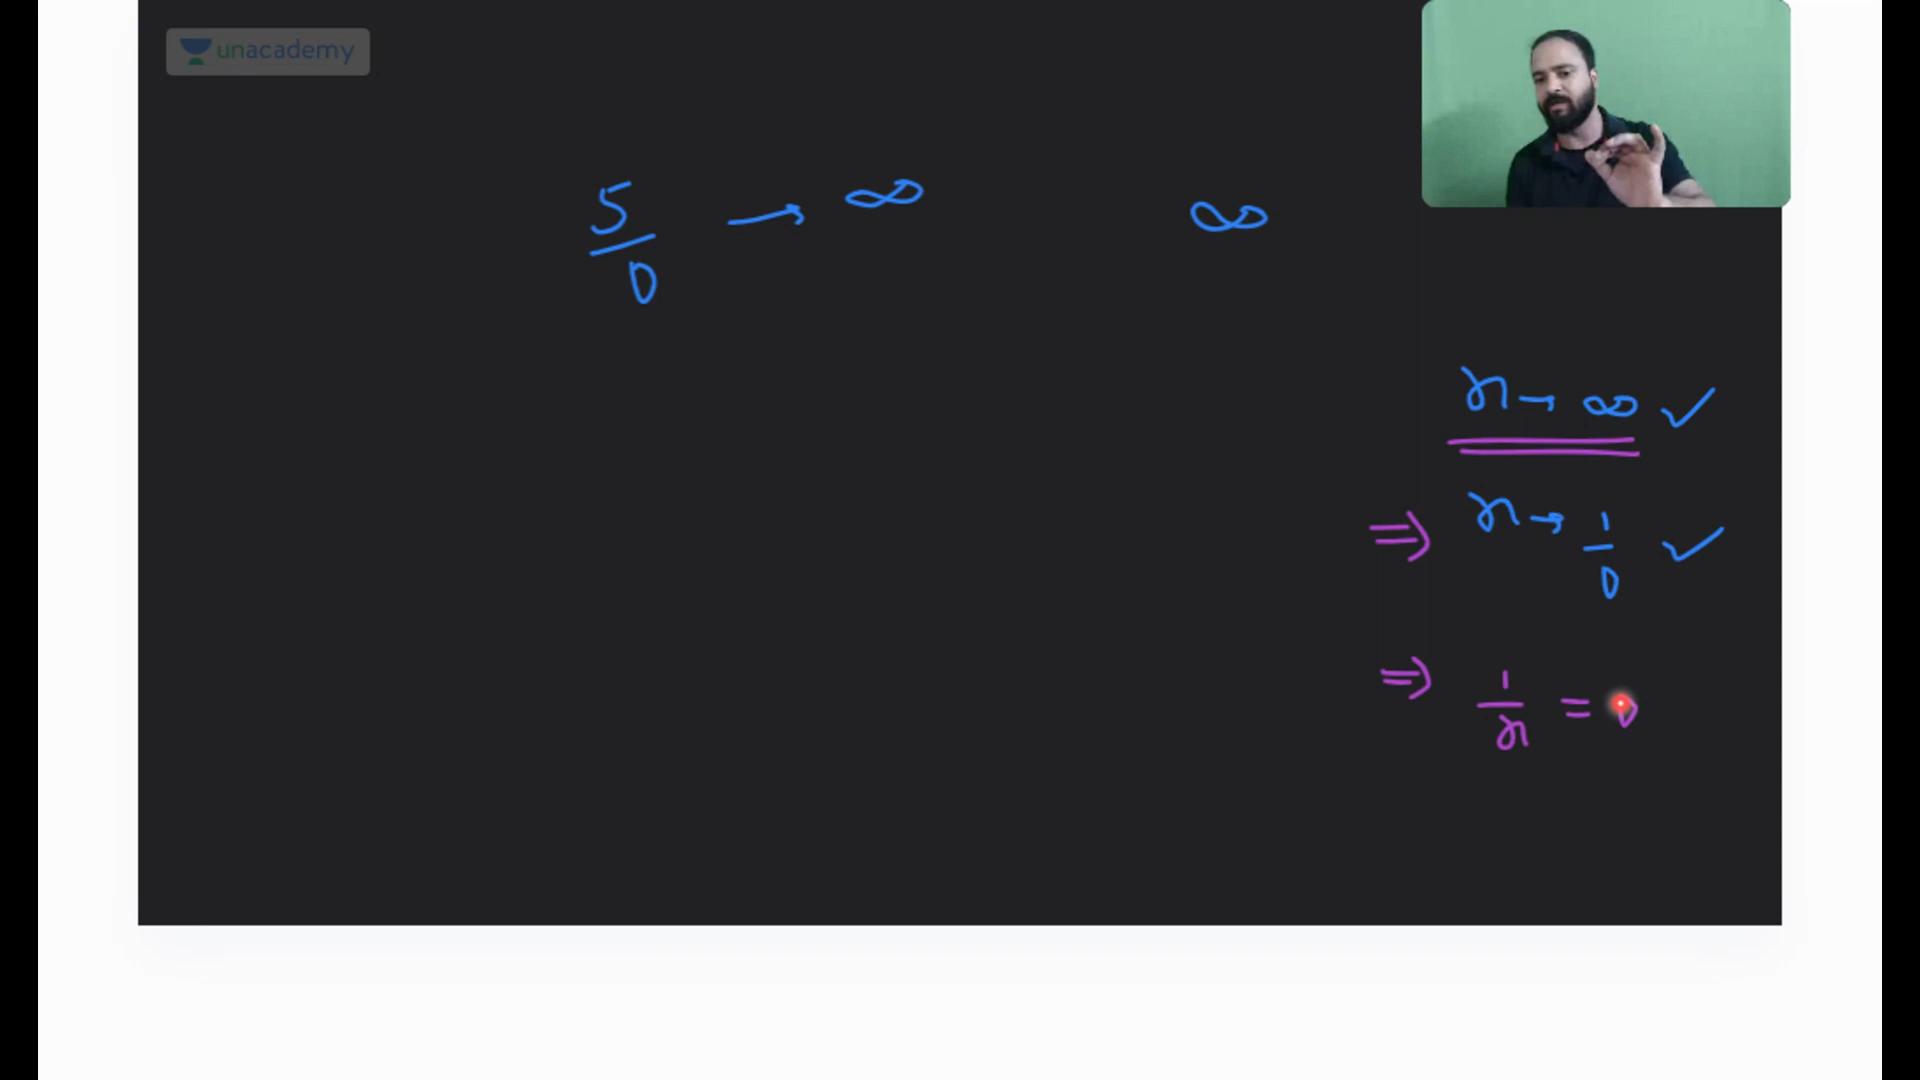 unacademy
5/0 → ∞ ∞
x → ∞ ✓
⇒ x → 1/0 ✓
⇒ 1/x = 0